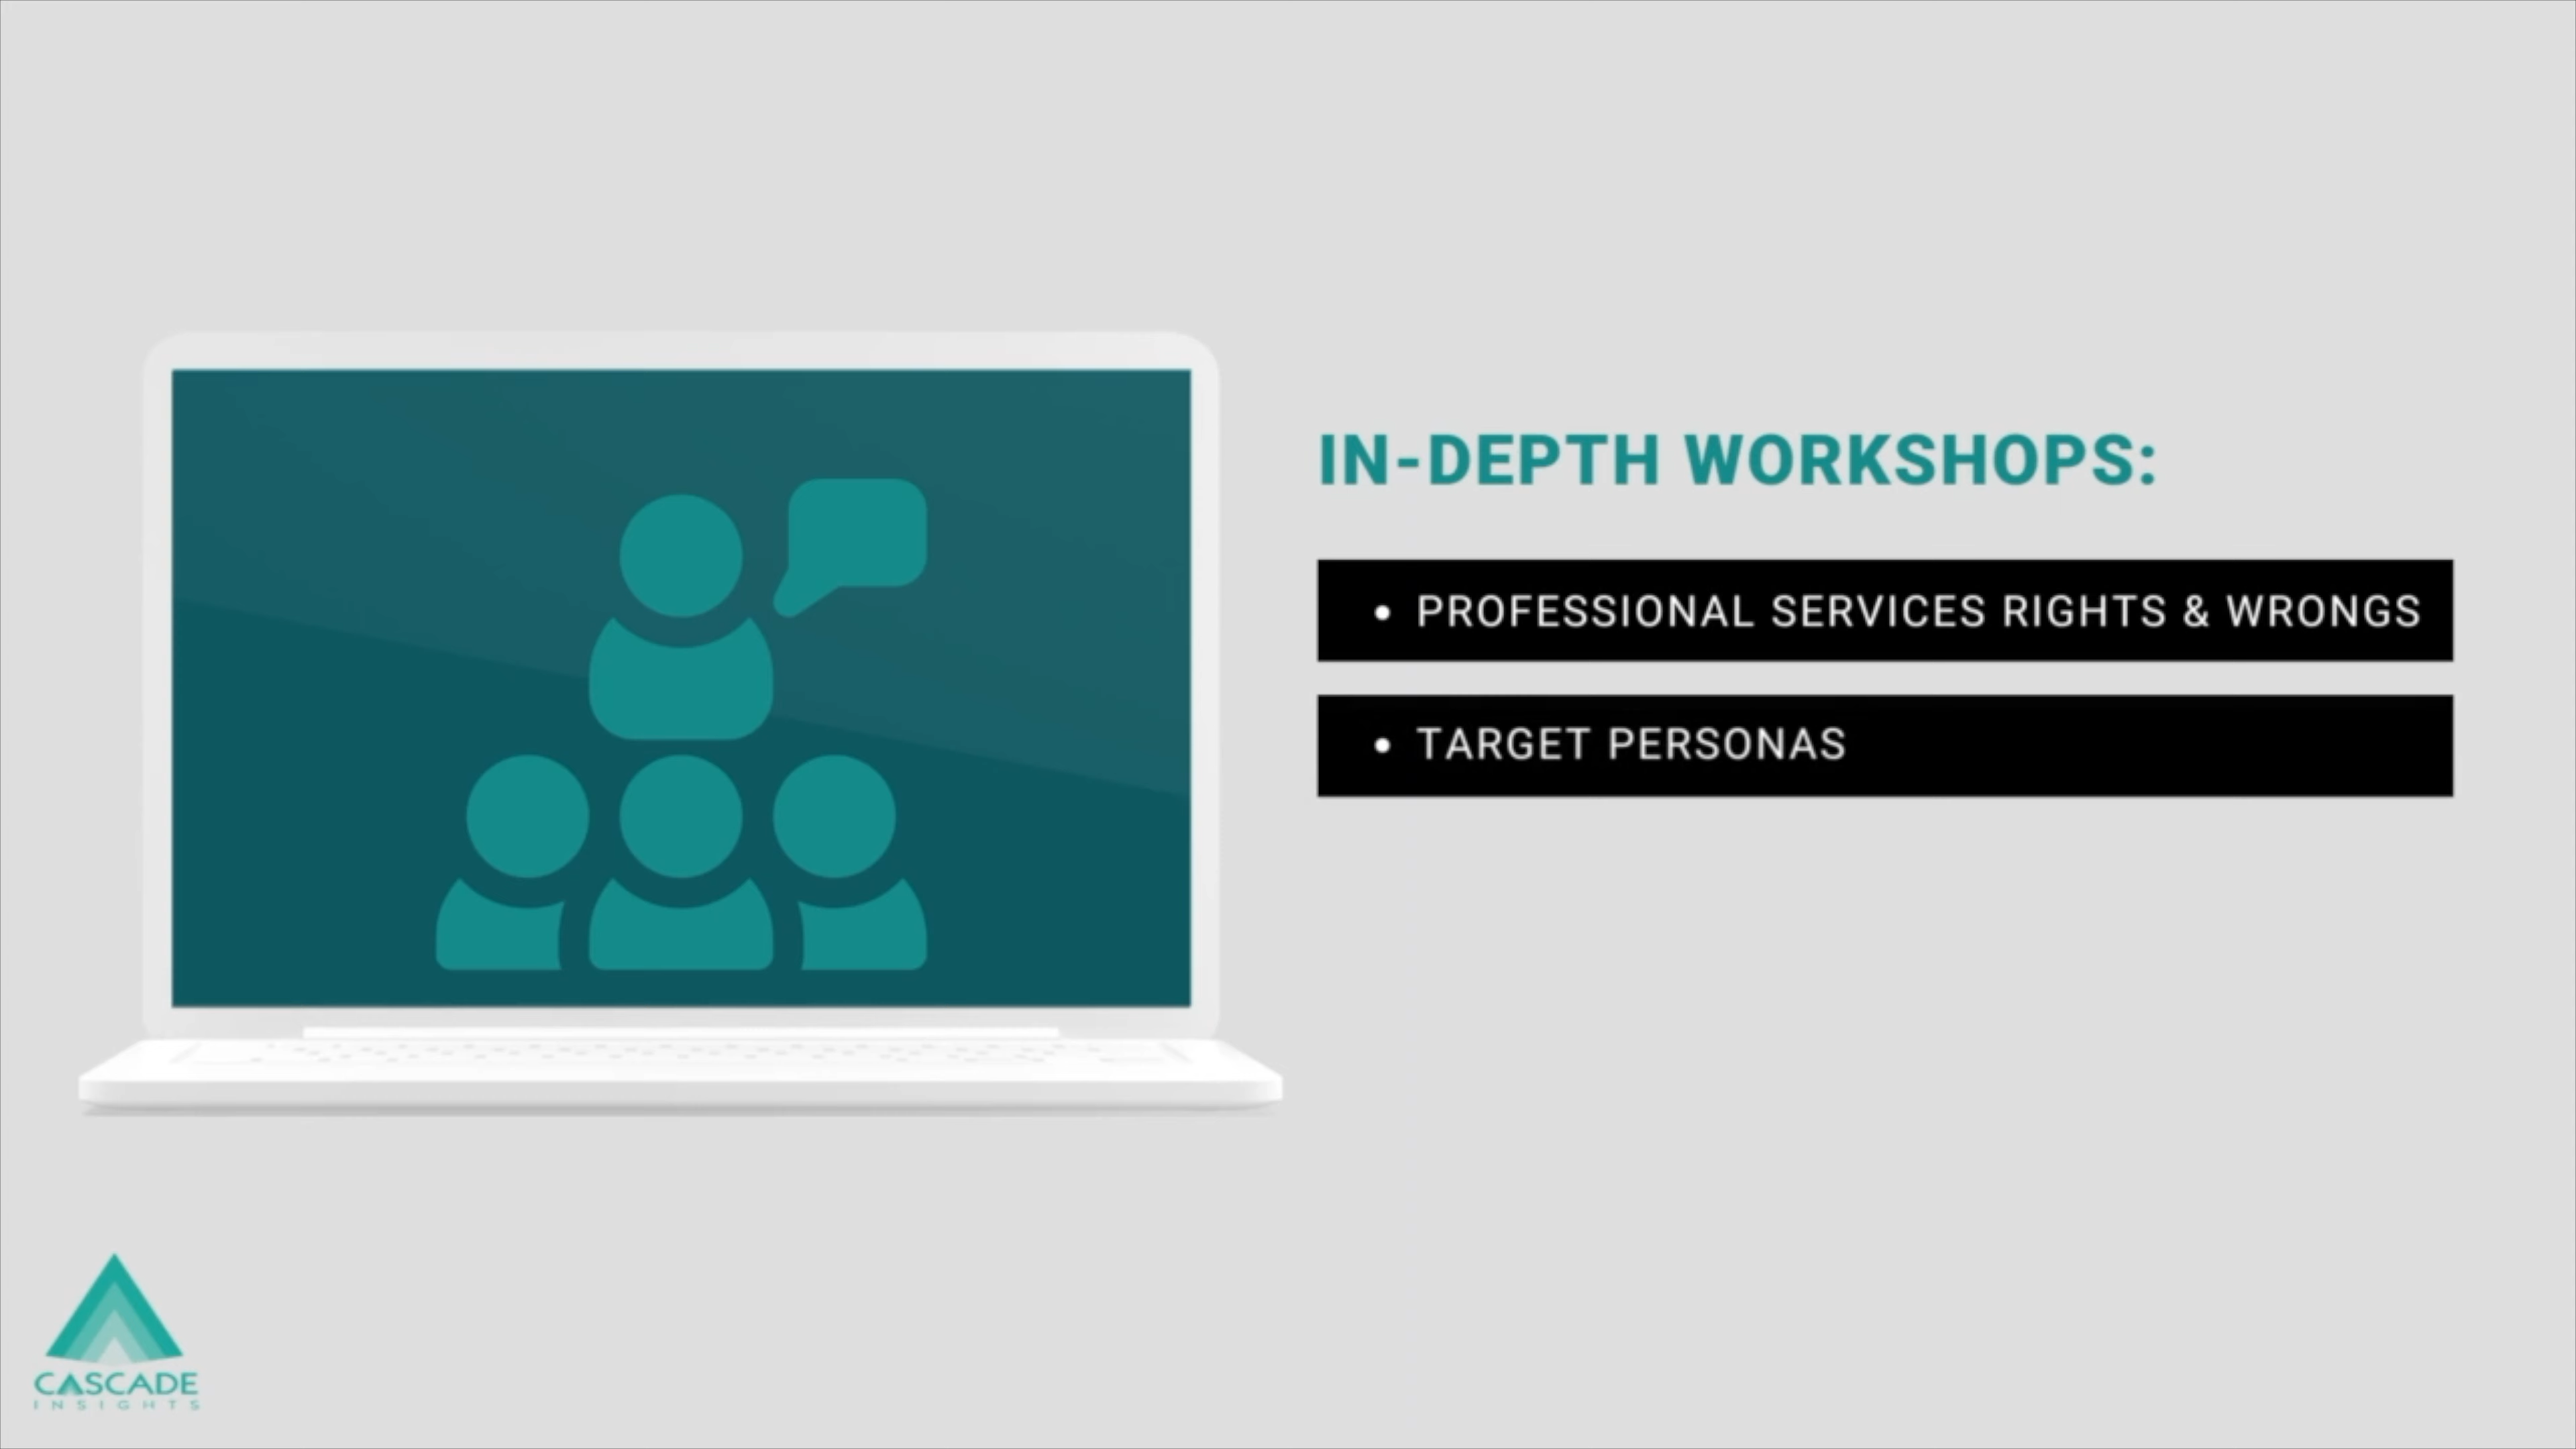 IN-DEPTH WORKSHOPS:
• PROFESSIONAL SERVICES RIGHTS & WRONGS
• TARGET PERSONAS
CASCADE
INSIGHTS